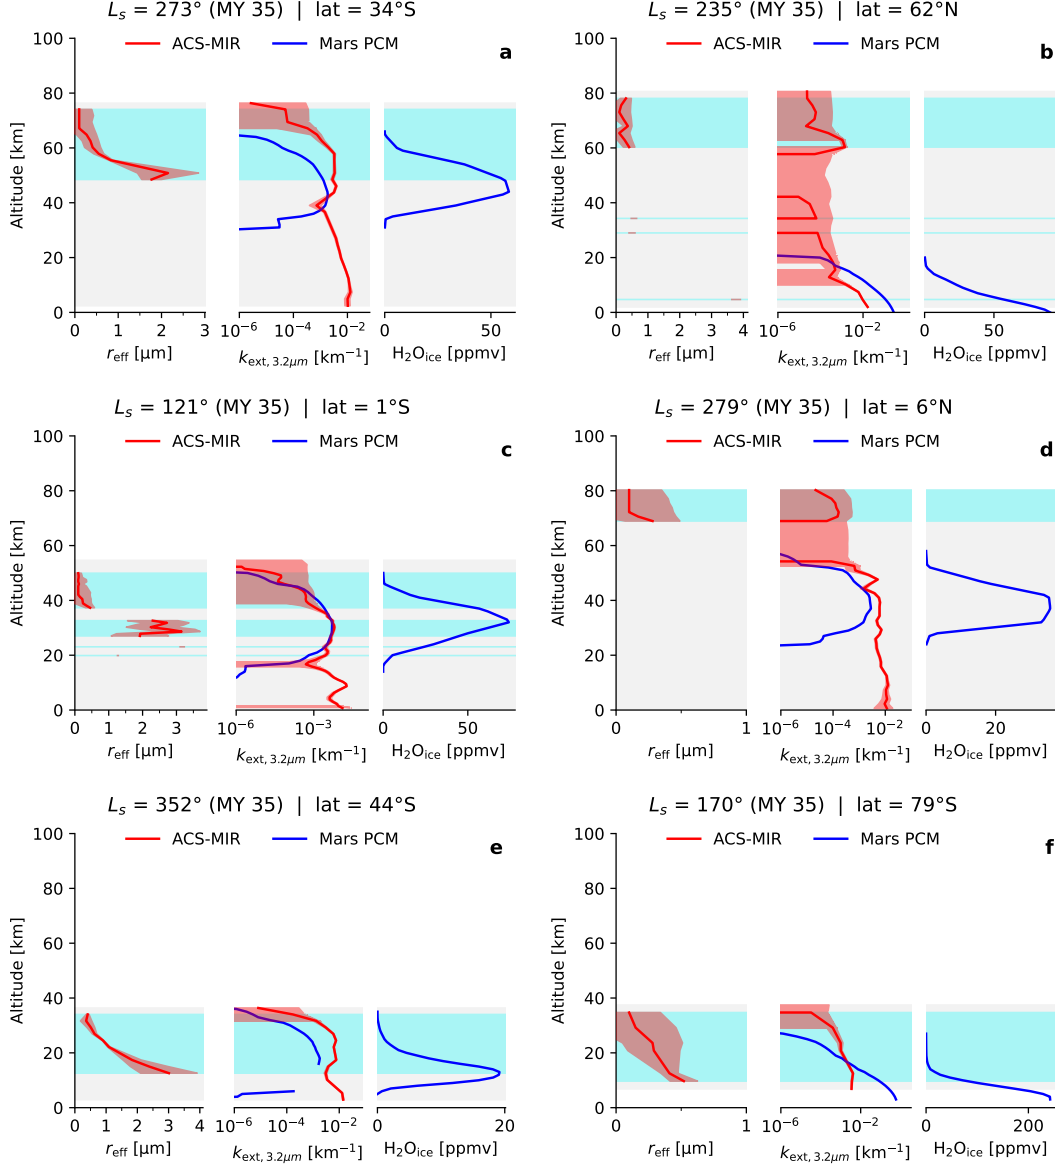 L_s = 273° (MY 35) | lat = 34°S
ACS-MIR Mars PCM a
Altitude [km]
100
80
60
40
20
0
0 1 2 3
r_eff [μm]
10⁻⁶ 10⁻⁴ 10⁻²
k_ext, 3.2μm [km⁻¹]
0 50
H₂O_ice [ppmv]
L_s = 235° (MY 35) | lat = 62°N
ACS-MIR Mars PCM b
Altitude [km]
100
80
60
40
20
0
0 1 2 3 4
r_eff [μm]
10⁻⁶ 10⁻²
k_ext, 3.2μm [km⁻¹]
0 50
H₂O_ice [ppmv]
L_s = 121° (MY 35) | lat = 1°S
ACS-MIR Mars PCM c
Altitude [km]
100
80
60
40
20
0
0 1 2 3
r_eff [μm]
10⁻⁶ 10⁻³
k_ext, 3.2μm [km⁻¹]
0 50
H₂O_ice [ppmv]
L_s = 279° (MY 35) | lat = 6°N
ACS-MIR Mars PCM d
Altitude [km]
100
80
60
40
20
0
0 1
r_eff [μm]
10⁻⁶ 10⁻⁴ 10⁻²
k_ext, 3.2μm [km⁻¹]
0 20
H₂O_ice [ppmv]
L_s = 352° (MY 35) | lat = 44°S
ACS-MIR Mars PCM e
Altitude [km]
100
80
60
40
20
0
0 1 2 3 4
r_eff [μm]
10⁻⁶ 10⁻⁴ 10⁻²
k_ext, 3.2μm [km⁻¹]
0 10 20
H₂O_ice [ppmv]
L_s = 170° (MY 35) | lat = 79°S
ACS-MIR Mars PCM f
Altitude [km]
100
80
60
40
20
0
0 1
r_eff [μm]
10⁻⁶ 10⁻⁴ 10⁻²
k_ext, 3.2μm [km⁻¹]
0 100 200
H₂O_ice [ppmv]